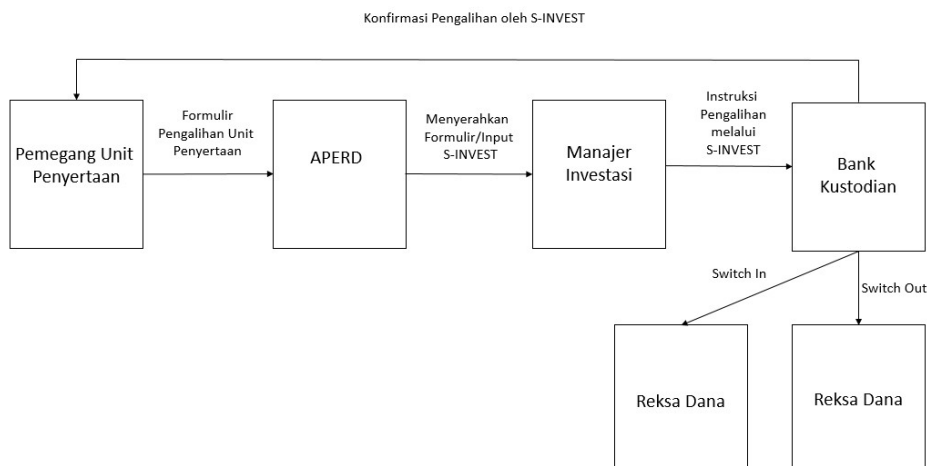 Konfirmasi Pengalihan oleh S-INVEST
Pemegang Unit
Penyertaan
Formulir
Pengalihan Unit
Penyertaan
APERD
Menyerahkan
Formulir/Input
S-INVEST
Manajer
Investasi
Instruksi
Pengalihan
melalui
S-INVEST
Bank
Kustodian
Switch In
Switch Out
Reksa Dana
Reksa Dana